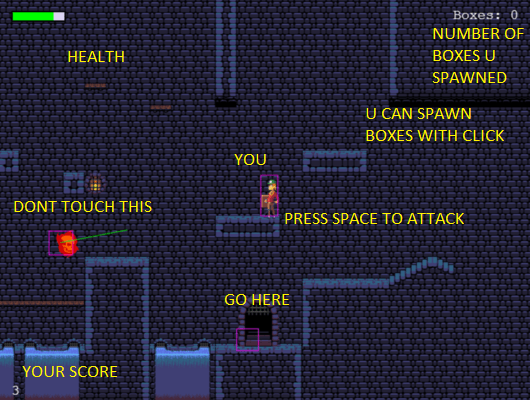 Boxes: 0
NUMBER OF
BOXES U
SPAWNED
HEALTH
U CAN SPAWN
BOXES WITH CLICK
YOU
DONT TOUCH THIS
PRESS SPACE TO ATTACK
GO HERE
YOUR SCORE
3